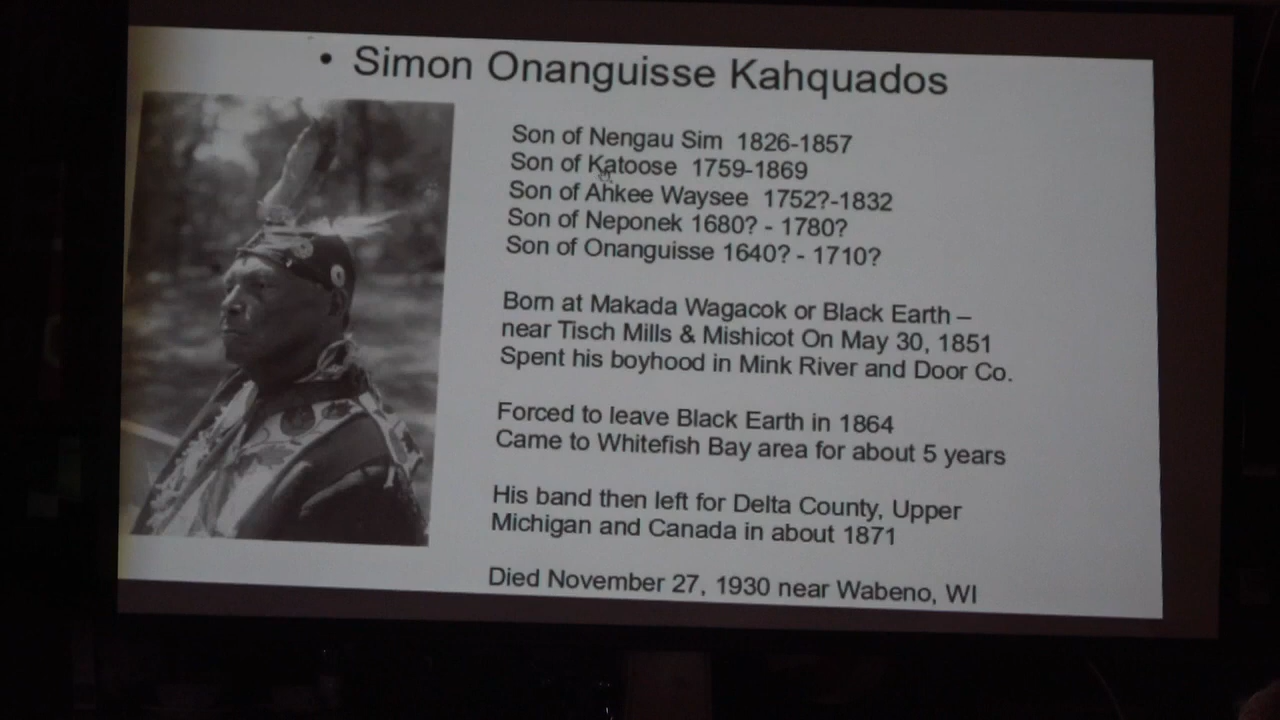 • Simon Onanguisse Kahquados
Son of Nengau Sim 1826-1857
Son of Katoose 1759-1869
Son of Ahkee Waysee 1752?-1832
Son of Neponek 1680? - 1780?
Son of Onanguisse 1640? - 1710?
Born at Makada Wagacok or Black Earth –
near Tisch Mills & Mishicot On May 30, 1851
Spent his boyhood in Mink River and Door Co.
Forced to leave Black Earth in 1864
Came to Whitefish Bay area for about 5 years
His band then left for Delta County, Upper
Michigan and Canada in about 1871
Died November 27, 1930 near Wabeno, WI